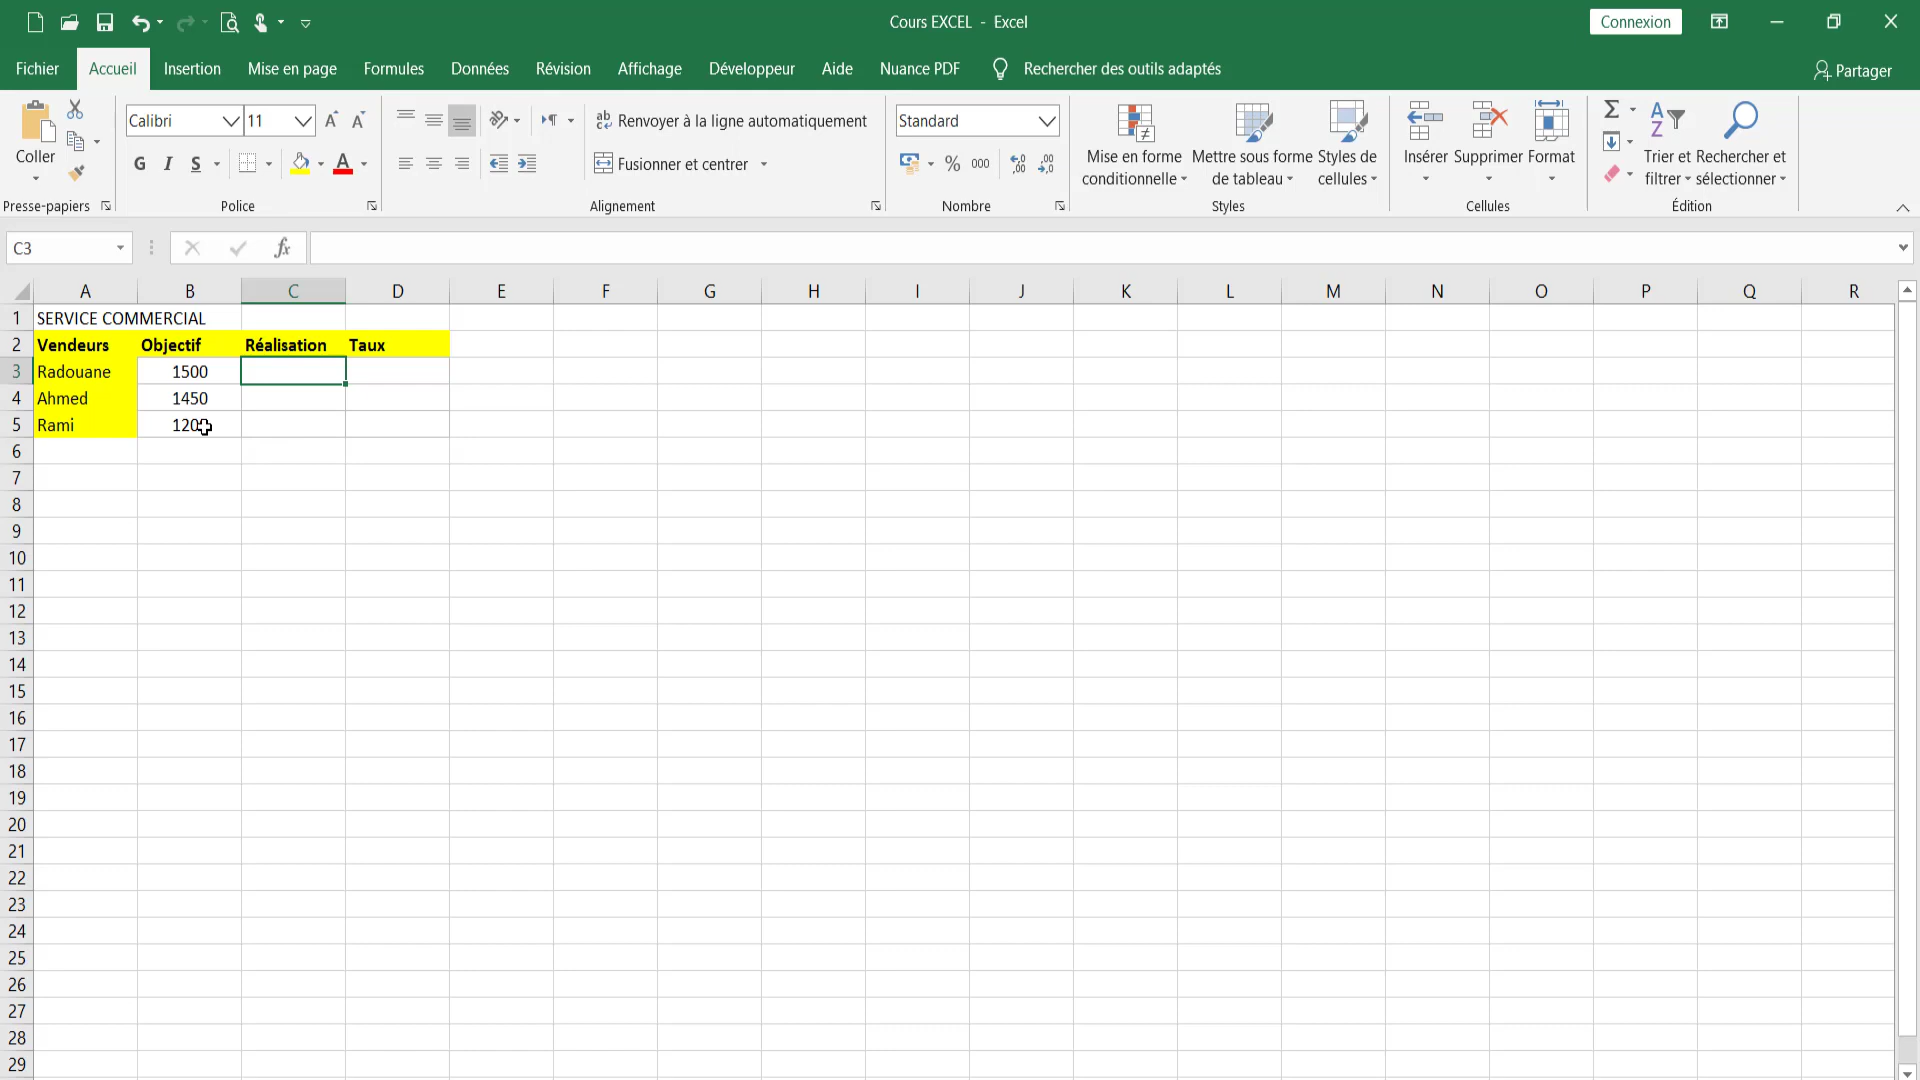 Cours EXCEL - Excel
Connexion
Fichier Accueil Insertion Mise en page Formules Données Révision Affichage Développeur Aide Nuance PDF Rechercher des outils adaptés Partager
Coller
Presse-papiers
Calibri 11
G I S A
Police
Renvoyer à la ligne automatiquement
Fusionner et centrer
Alignement
Standard
% 000
Nombre
Mise en forme conditionnelle
Mettre sous forme de tableau
Styles de cellules
Styles
Insérer Supprimer Format
Cellules
Trier et filtrer
Rechercher et sélectionner
Édition
C3 fx
A B C D E F G H I J K L M N O P Q R
1 SERVICE COMMERCIAL
2 Vendeurs Objectif Réalisation Taux
3 Radouane 1500
4 Ahmed 1450
5 Rami
6
7
8
9
10
11
12
13
14
15
16
17
18
19
20
21
22
23
24
25
26
27
28
29